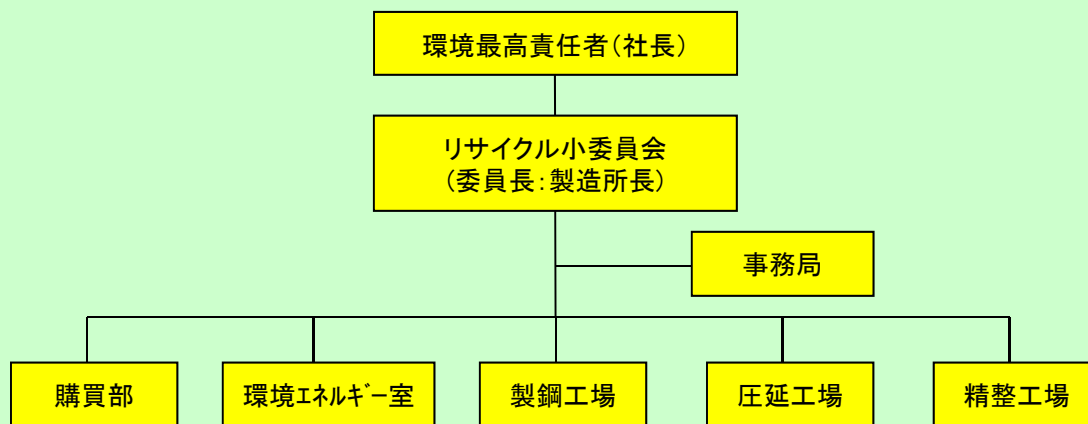 環境最高責任者(社長)
リサイクル小委員会
(委員長:製造所長)
事務局
購買部
環境エネルギー室
製鋼工場
圧延工場
精整工場